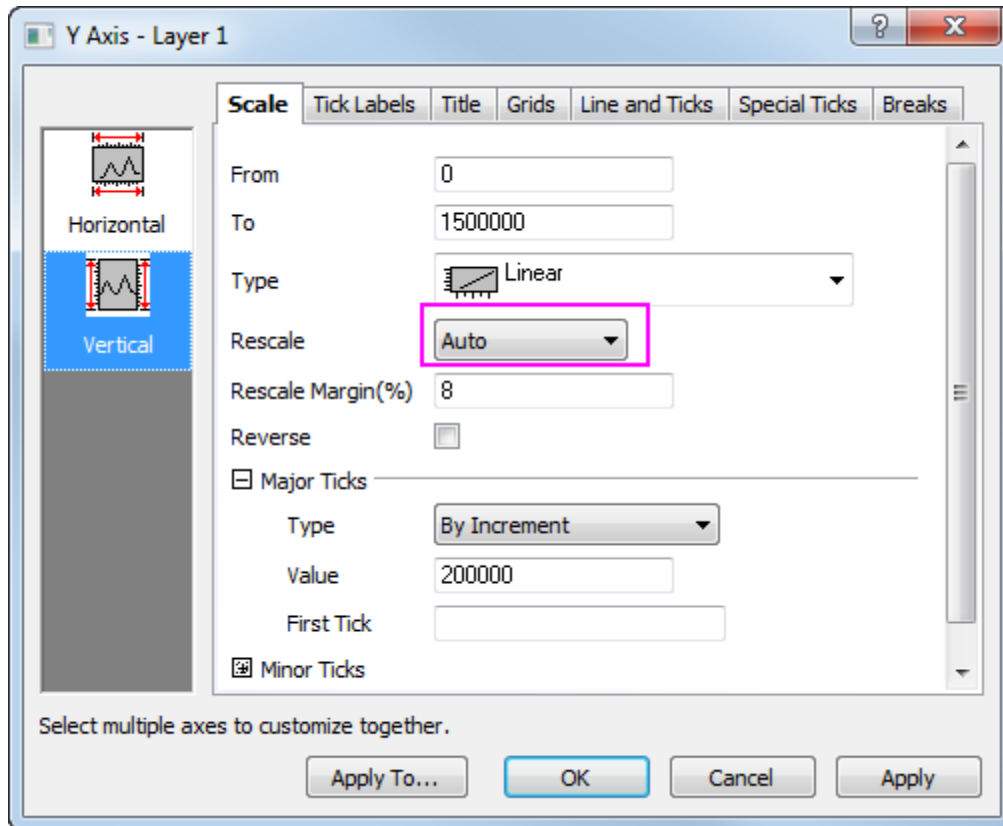 Y Axis - Layer 1
Scale Tick Labels Title Grids Line and Ticks Special Ticks Breaks
Horizontal
Vertical
From 0
To 1500000
Type Linear
Rescale Auto
Rescale Margin(%) 8
Reverse
Major Ticks
Type By Increment
Value 200000
First Tick
Minor Ticks
Select multiple axes to customize together.
Apply To... OK Cancel Apply